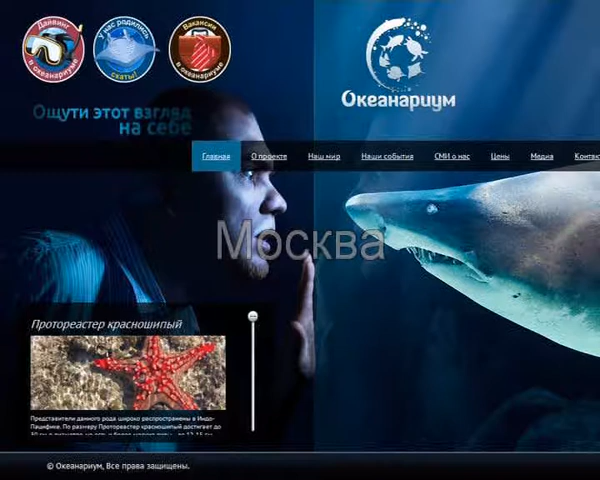 Дайвинг
в океанариуме
У нас родились
скаты!
Вакансии
в океанариуме
Океанариум
Ощути этот взгляд
на себе
Главная О проекте Наш мир Наши события СМИ о нас Цены Медиа Контак
Москва
Протореастер красношипый
Представители данного рода широко распространены в Индо-
Пацифике. По размеру Протореастер красношипый достигает до
© Океанариум, Все права защищены.